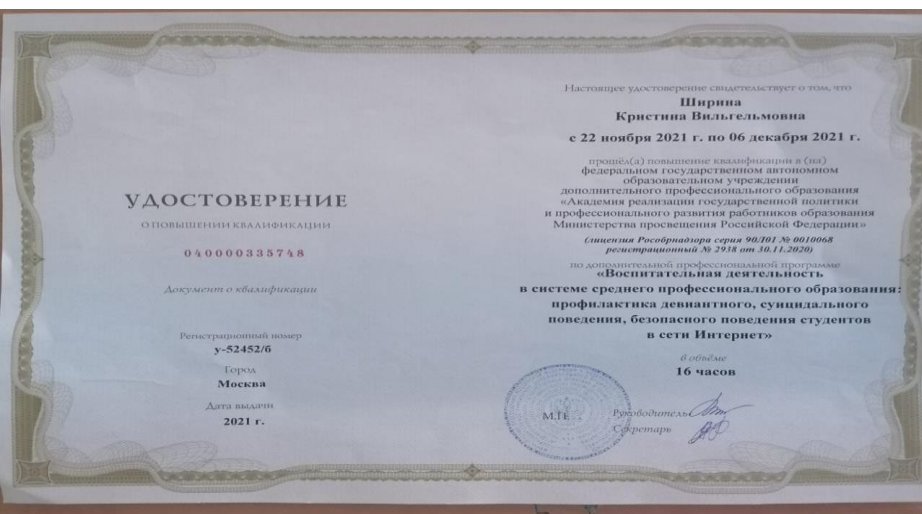 УДОСТОВЕРЕНИЕ
О ПОВЫШЕНИИ КВАЛИФИКАЦИИ
040000335748
Документ о квалификации
Регистрационный номер
у-52452/б
Город
Москва
Дата выдачи
2021 г.
Настоящее удостоверение свидетельствует о том, что
Ширина
Кристина Вильгельмовна
с 22 ноября 2021 г. по 06 декабря 2021 г.
прошёл(а) повышение квалификации в (на)
федеральном государственном автономном
образовательном учреждении
дополнительного профессионального образования
«Академия реализации государственной политики
и профессионального развития работников образования
Министерства просвещения Российской Федерации»
(лицензия Рособрнадзора серия 90Л01 № 0010068
регистрационный № 2938 от 30.11.2020)
по дополнительной профессиональной программе
«Воспитательная деятельность
в системе среднего профессионального образования:
профилактика девиантного, суицидального
поведения, безопасного поведения студентов
в сети Интернет»
в объёме
16 часов
М.П.
Руководитель
Секретарь